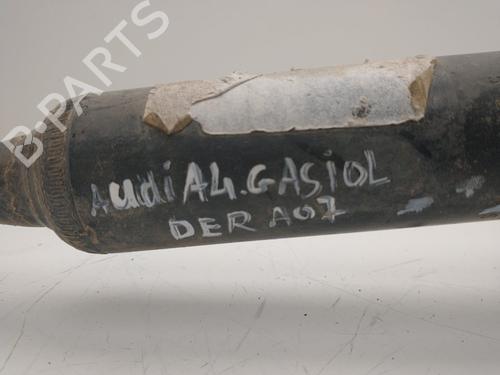 B-PARTS
AUDi A4.GASiOL
DER A07